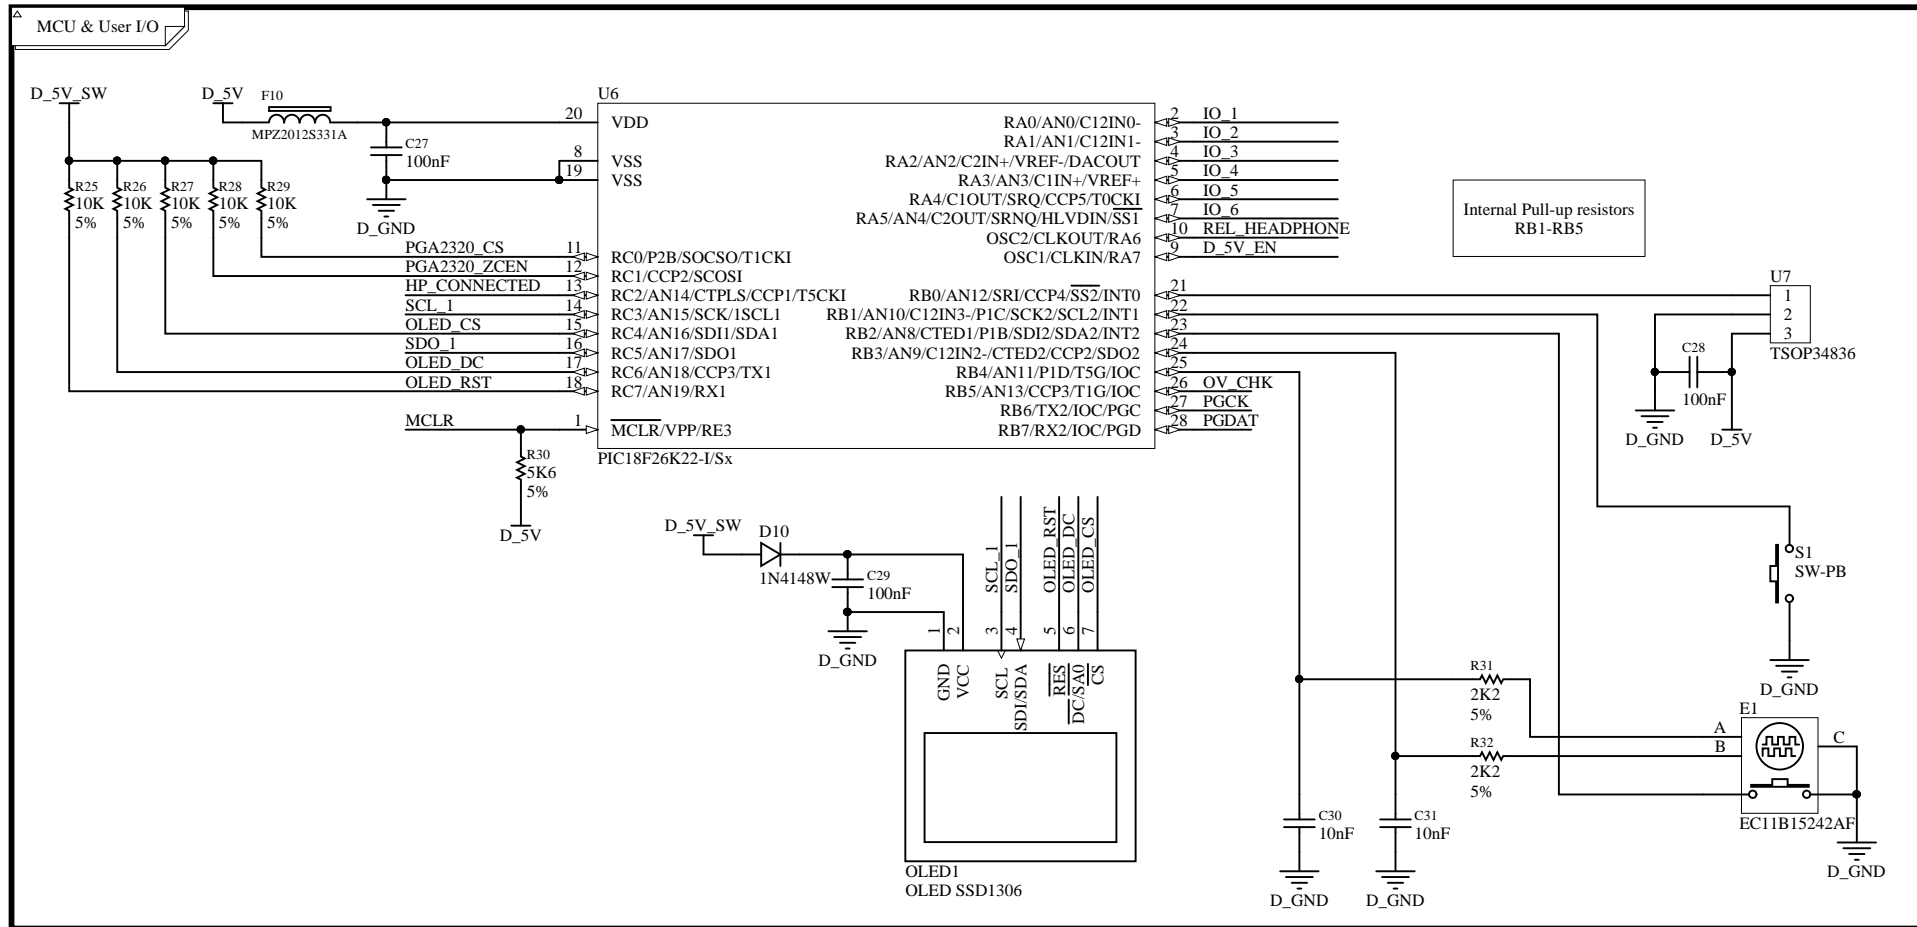 MCU & User I/O
D_5V_SW
D_5V
F10
MPZ2012S331A
C27
100nF
D_GND
R25
10K
5%
R26
10K
5%
R27
10K
5%
R28
10K
5%
R29
10K
5%
U6
20
VDD
8
VSS
19
VSS
PGA2320_CS
11
RC0/P2B/SOCSO/T1CKI
PGA2320_ZCEN
12
RC1/CCP2/SCOSI
HP_CONNECTED
13
RC2/AN14/CTPLS/CCP1/T5CKI
SCL_1
14
RC3/AN15/SCK/1SCL1
OLED_CS
15
RC4/AN16/SDI1/SDA1
SDO_1
16
RC5/AN17/SDO1
OLED_DC
17
RC6/AN18/CCP3/TX1
OLED_RST
18
RC7/AN19/RX1
MCLR
1
MCLR/VPP/RE3
R30
5K6
5%
D_5V
PIC18F26K22-I/Sx
RA0/AN0/C12IN0-
2
IO_1
RA1/AN1/C12IN1-
3
IO_2
RA2/AN2/C2IN+/VREF-/DACOUT
4
IO_3
RA3/AN3/C1IN+/VREF+
5
IO_4
RA4/C1OUT/SRQ/CCP5/T0CKI
6
IO_5
RA5/AN4/C2OUT/SRNQ/HLVDIN/SS1
7
IO_6
OSC2/CLKOUT/RA6
10
REL_HEADPHONE
OSC1/CLKIN/RA7
9
D_5V_EN
RB0/AN12/SRI/CCP4/SS2/INT0
21
RB1/AN10/C12IN3-/P1C/SCK2/SCL2/INT1
22
RB2/AN8/CTED1/P1B/SDI2/SDA2/INT2
23
RB3/AN9/C12IN2-/CTED2/CCP2/SDO2
24
RB4/AN11/P1D/T5G/IOC
25
RB5/AN13/CCP3/T1G/IOC
26
OV_CHK
RB6/TX2/IOC/PGC
27
PGCK
RB7/RX2/IOC/PGD
28
PGDAT
Internal Pull-up resistors
RB1-RB5
U7
1
2
3
TSOP34836
C28
100nF
D_GND
D_5V
S1
SW-PB
D_GND
D_5V_SW
D10
1N4148W
C29
100nF
D_GND
SCL_1
SDO_1
OLED_RST
OLED_DC
OLED_CS
1
2
3
4
5
6
7
GND
VCC
SCL
SDI/SDA
RES
DC/SA0
CS
OLED1
OLED SSD1306
R31
2K2
5%
R32
2K2
5%
E1
A
B
C
EC11B15242AF
D_GND
C30
10nF
D_GND
C31
10nF
D_GND